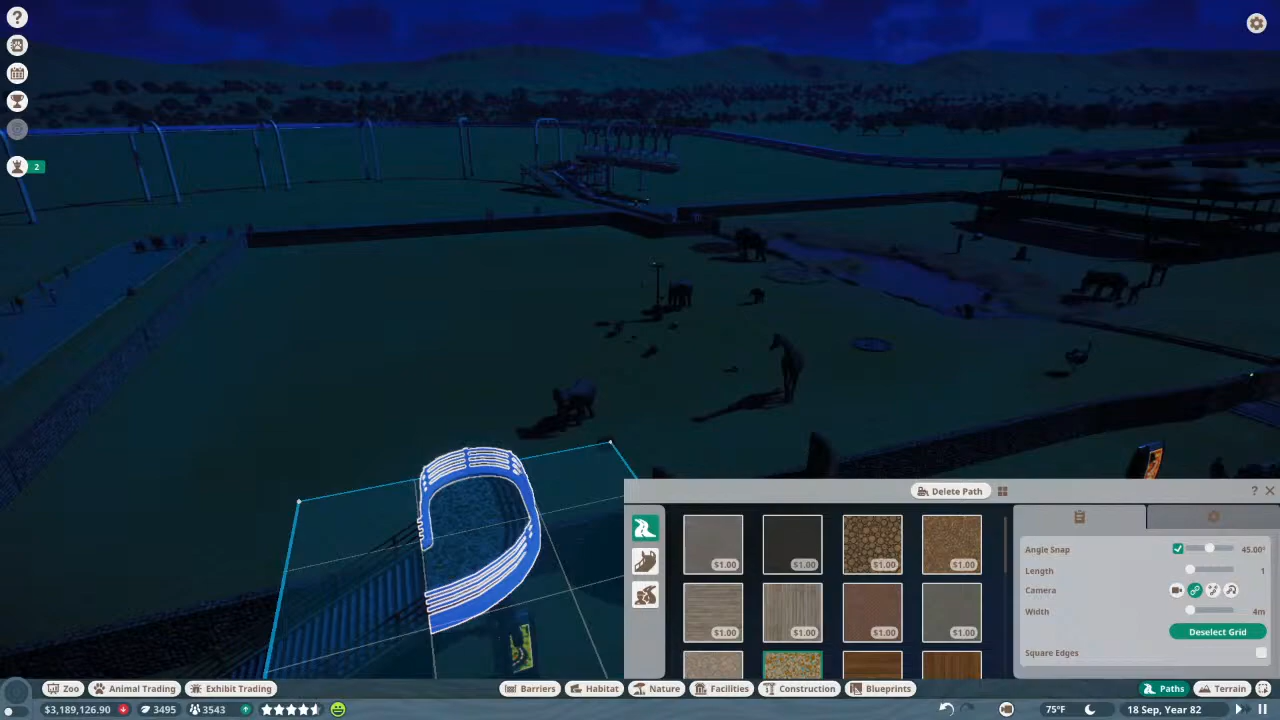 ?
2
Delete Path
?
Angle Snap 45.00°
Length 1
Camera
Width 4m
Deselect Grid
Square Edges
$1.00 $1.00 $1.00 $1.00
$1.00 $1.00 $1.00 $1.00
Zoo Animal Trading Exhibit Trading Barriers Habitat Nature Facilities Construction Blueprints Paths Terrain
$3,189,126.90 3495 3543 75°F 18 Sep, Year 82